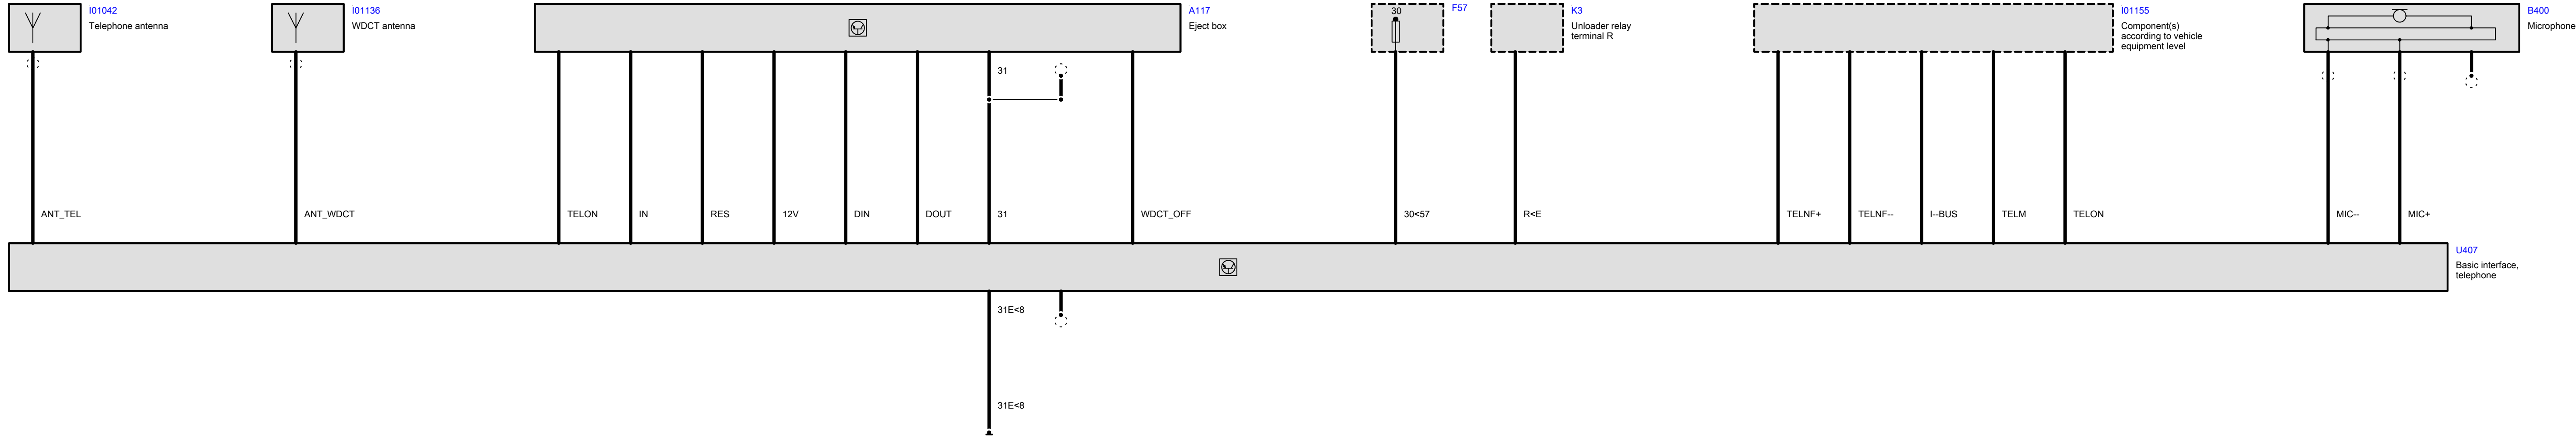 I01042
Telephone antenna
I01136
WDCT antenna
A117
Eject box
30
F57
K3
Unloader relay
terminal R
I01155
Component(s)
according to vehicle
equipment level
B400
Microphone
31
ANT_TEL
ANT_WDCT
TELON
IN
RES
12V
DIN
DOUT
31
WDCT_OFF
30<57
R<E
TELNF+
TELNF--
I--BUS
TELM
TELON
MIC--
MIC+
U407
Basic interface,
telephone
31E<8
31E<8